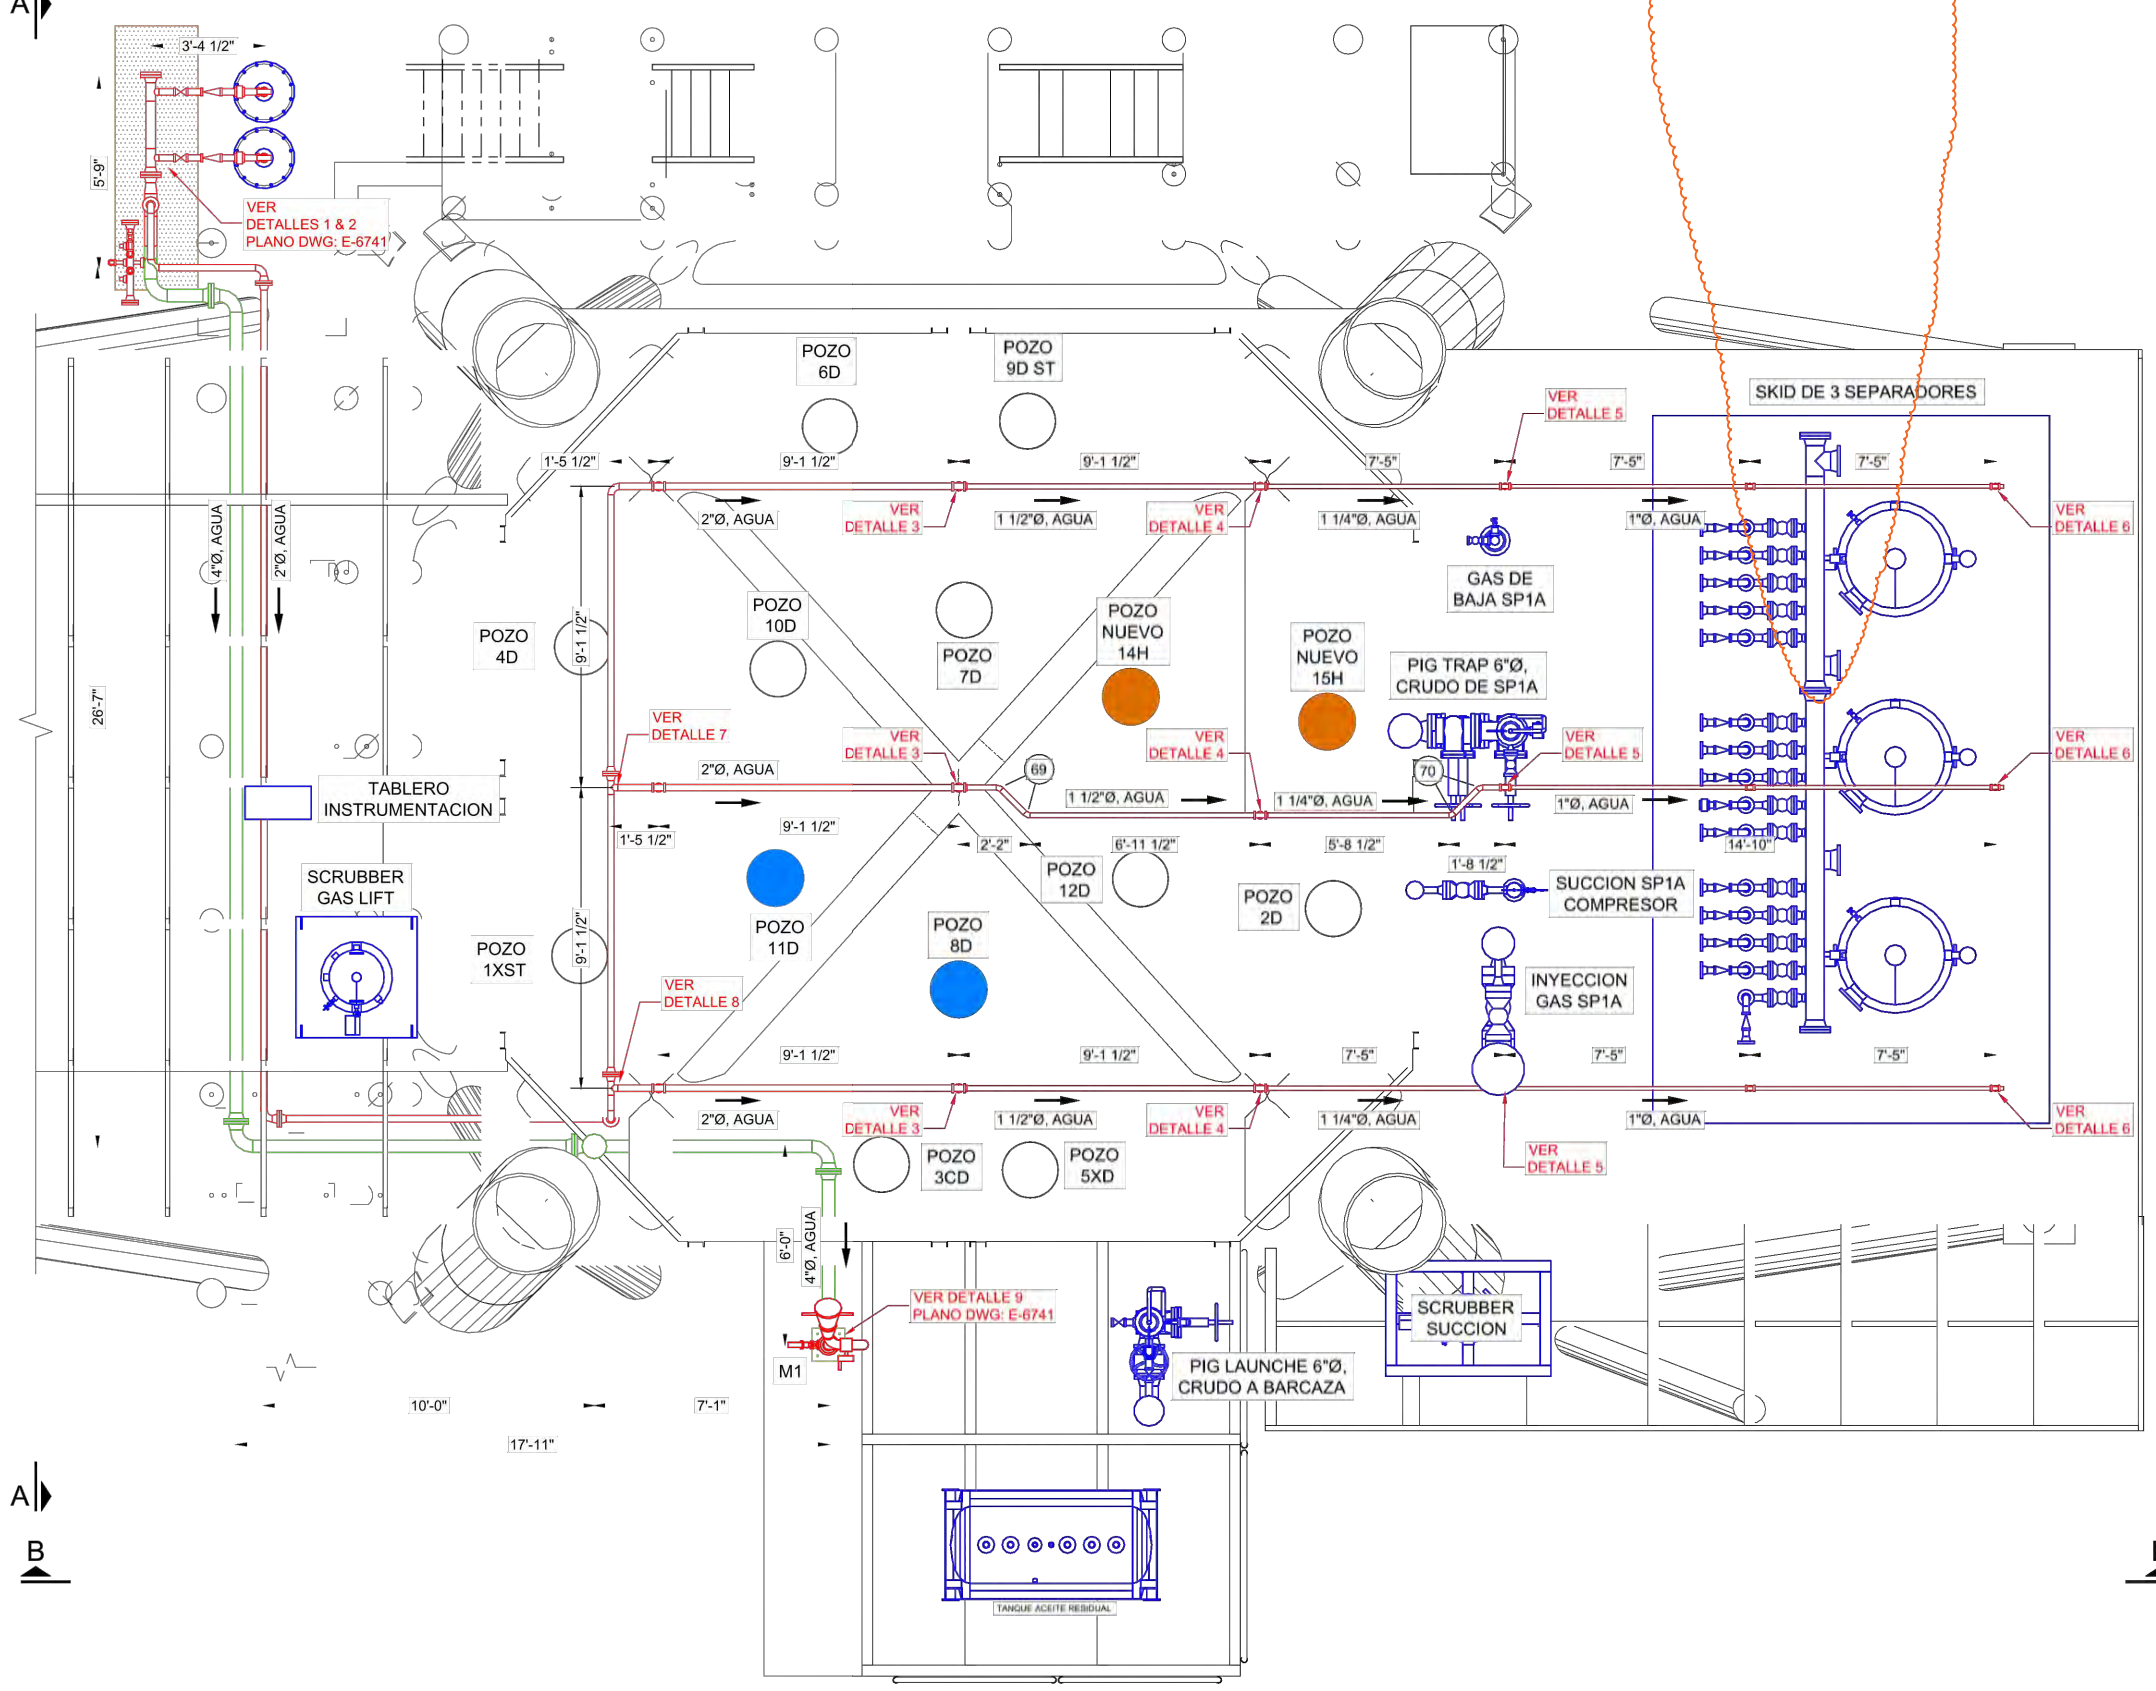 A
3'-4 1/2"
5'-9"
VER
DETALLES 1 & 2
PLANO DWG: E-6741
POZO
6D
POZO
9D ST
SKID DE 3 SEPARADORES
VER
DETALLE 5
1'-5 1/2"
9'-1 1/2"
9'-1 1/2"
7'-5"
7'-5"
7'-5"
2"Ø, AGUA
VER
DETALLE 3
1 1/2"Ø, AGUA
VER
DETALLE 4
1 1/4"Ø, AGUA
1"Ø, AGUA
VER
DETALLE 6
4"Ø, AGUA
2"Ø, AGUA
GAS DE
BAJA SP1A
POZO
4D
9'-1 1/2"
POZO
10D
POZO
7D
POZO
NUEVO
14H
POZO
NUEVO
15H
PIG TRAP 6"Ø,
CRUDO DE SP1A
26'-7"
VER
DETALLE 7
VER
DETALLE 3
VER
DETALLE 4
VER
DETALLE 5
VER
DETALLE 6
2"Ø, AGUA
69
70
TABLERO
INSTRUMENTACION
1 1/2"Ø, AGUA
1 1/4"Ø, AGUA
1"Ø, AGUA
1'-5 1/2"
9'-1 1/2"
2'-2"
6'-11 1/2"
5'-8 1/2"
14'-10"
1'-8 1/2"
SCRUBBER
GAS LIFT
POZO
12D
POZO
2D
SUCCION SP1A
COMPRESOR
POZO
1XST
9'-1 1/2"
POZO
11D
POZO
8D
INYECCION
GAS SP1A
VER
DETALLE 8
9'-1 1/2"
9'-1 1/2"
7'-5"
7'-5"
7'-5"
2"Ø, AGUA
VER
DETALLE 3
1 1/2"Ø, AGUA
VER
DETALLE 4
1 1/4"Ø, AGUA
1"Ø, AGUA
VER
DETALLE 6
POZO
3CD
POZO
5XD
VER
DETALLE 5
6'-0"
4"Ø, AGUA
VER DETALLE 9
PLANO DWG: E-6741
M1
SCRUBBER
SUCCION
PIG LAUNCHE 6"Ø,
CRUDO A BARCAZA
10'-0"
7'-1"
17'-11"
A
B
TANQUE ACEITE RESIDUAL